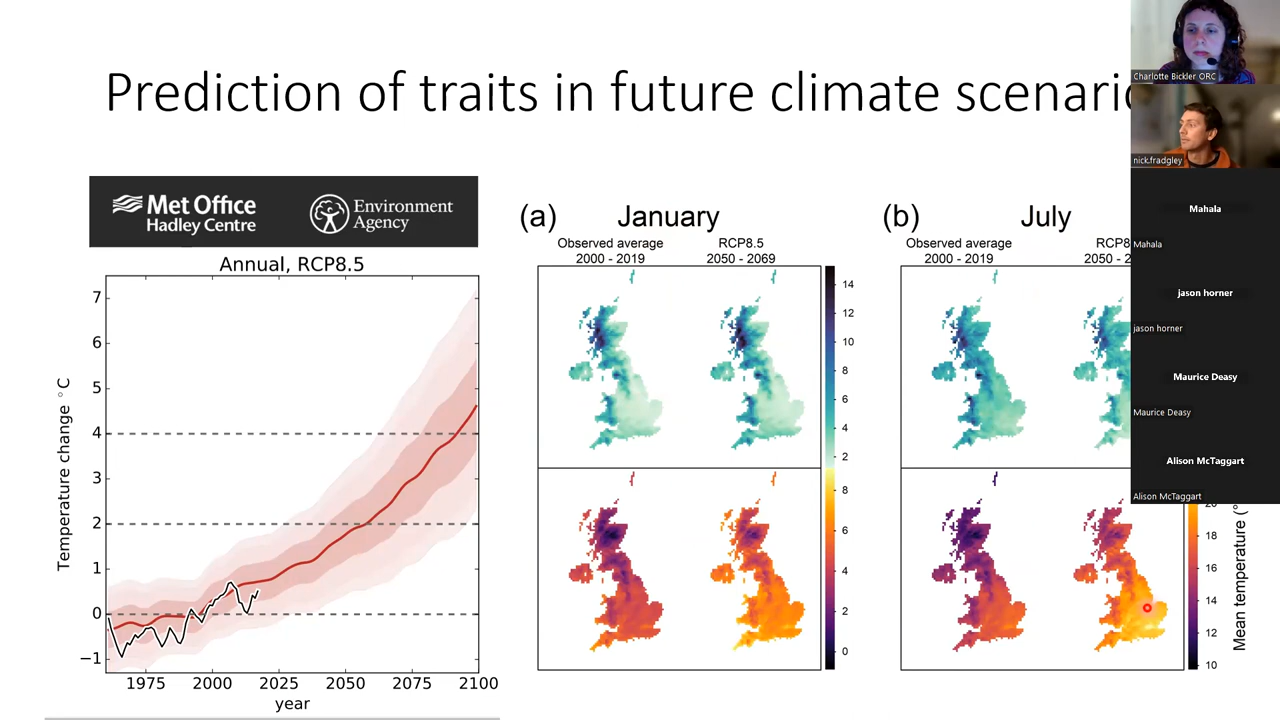 Prediction of traits in future climate scenario
Met Office
Hadley Centre
Environment
Agency
Annual, RCP8.5
7
6
5
4
3
2
1
0
−1
Temperature change °C
1975 2000 2025 2050 2075 2100
year
(a) January
Observed average
2000 - 2019
RCP8.5
2050 - 2069
14
12
10
8
6
4
2
8
6
4
2
0
(b) July
Observed average
2000 - 2019
RCP8
2050 - 2
20
18
16
14
12
10
Mean temperature (°
Charlotte Bickler ORC
nick.fradgley
Mahala
Mahala
jason horner
jason horner
Maurice Deasy
Maurice Deasy
Alison McTaggart
Alison McTaggart